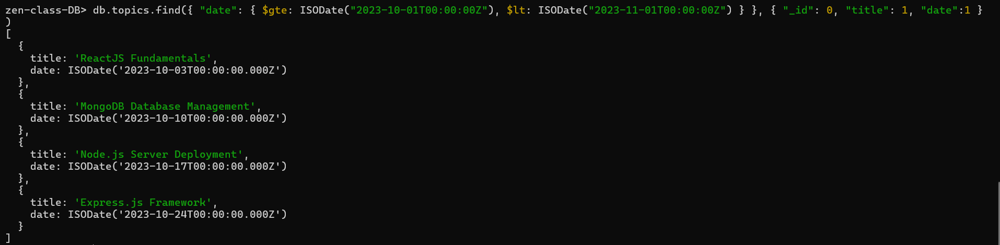 zen-class-DB> db.topics.find({ "date": { $gte: ISODate("2023-10-01T00:00:00Z"), $lt: ISODate("2023-11-01T00:00:00Z") } }, { "_id": 0, "title": 1, "date":1 }
)
[
  {
    title: 'ReactJS Fundamentals',
    date: ISODate('2023-10-03T00:00:00.000Z')
  },
  {
    title: 'MongoDB Database Management',
    date: ISODate('2023-10-10T00:00:00.000Z')
  },
  {
    title: 'Node.js Server Deployment',
    date: ISODate('2023-10-17T00:00:00.000Z')
  },
  {
    title: 'Express.js Framework',
    date: ISODate('2023-10-24T00:00:00.000Z')
  }
]